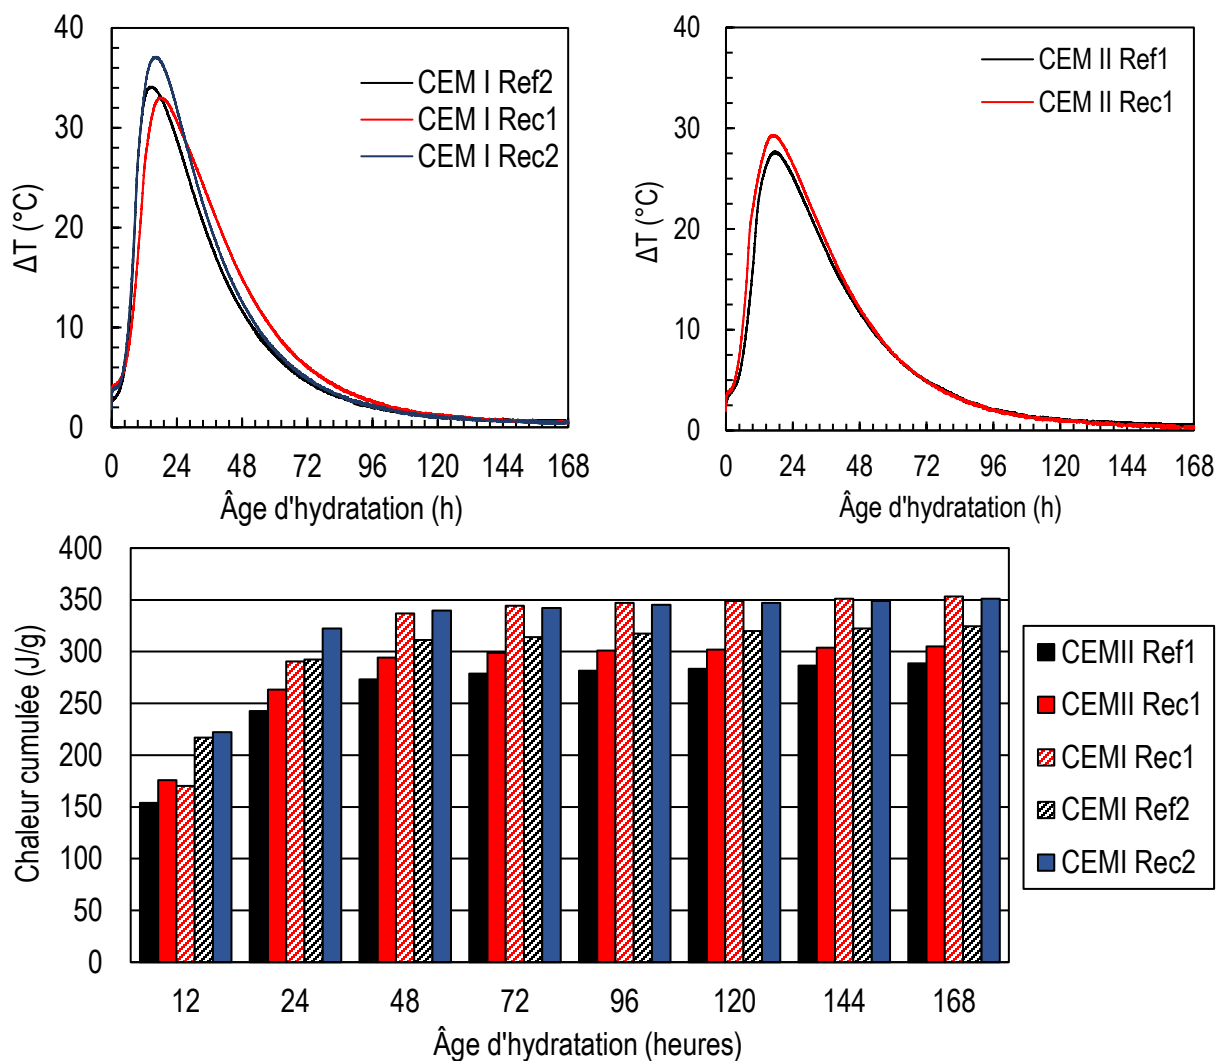 40
30
20
10
0
ΔT (°C)
CEM I Ref2
CEM I Rec1
CEM I Rec2
0 24 48 72 96 120 144 168
Âge d'hydratation (h)
40
30
20
10
0
ΔT (°C)
CEM II Ref1
CEM II Rec1
0 24 48 72 96 120 144 168
Âge d'hydratation (h)
400
350
300
250
200
150
100
50
0
Chaleur cumulée (J/g)
12 24 48 72 96 120 144 168
Âge d'hydratation (heures)
CEMII Ref1
CEMII Rec1
CEMI Rec1
CEMI Ref2
CEMI Rec2